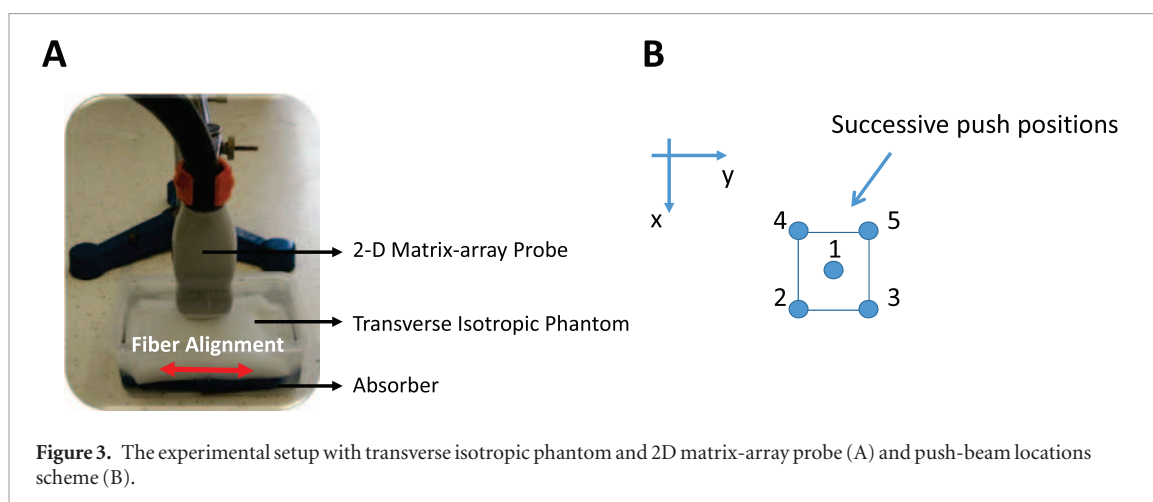 A
B
Successive push positions
y
x
4
5
1
2
3
2-D Matrix-array Probe
Transverse Isotropic Phantom
Fiber Alignment
Absorber
Figure 3. The experimental setup with transverse isotropic phantom and 2D matrix-array probe (A) and push-beam locations
scheme (B).